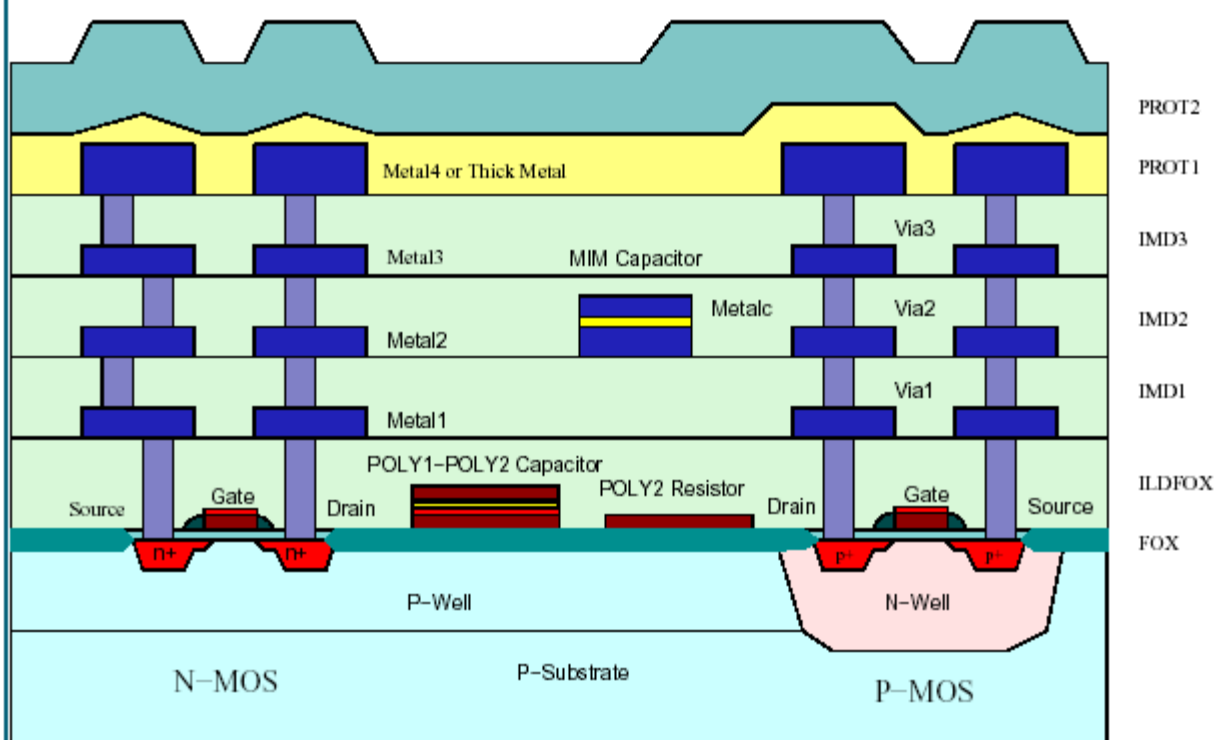 PROT2
Metal4 or Thick Metal
PROT1
Via3
IMD3
Metal3
MIM Capacitor
Metalc
Via2
IMD2
Metal2
Via1
IMD1
Metal1
POLY1-POLY2 Capacitor
ILDFOX
POLY2 Resistor
Source
Gate
Drain
Drain
Gate
Source
FOX
n+
n+
P+
P+
P-Well
N-Well
P-Substrate
N-MOS
P-MOS